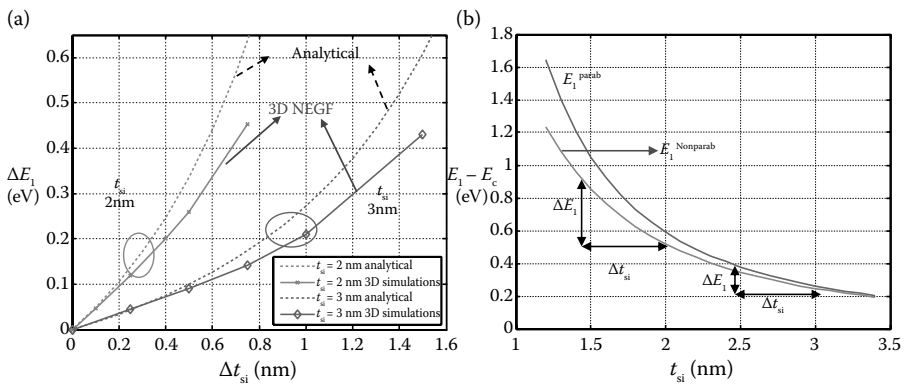 (a)
0.6
0.5
0.4
0.3
0.2
0.1
0
ΔE1
(eV)
Analytical
3D NEGF
tsi
2nm
tsi
3nm
tsi = 2 nm analytical
tsi = 2 nm 3D simulations
tsi = 3 nm analytical
tsi = 3 nm 3D simulations
0 0.2 0.4 0.6 0.8 1 1.2 1.4 1.6
Δtsi (nm)
(b)
1.8
1.6
1.4
1.2
1
0.8
0.6
0.4
0.2
E1 – Ec
(eV)
E1 parab
E1 Nonparab
ΔE1
Δtsi
ΔE1
Δtsi
1 1.5 2 2.5 3 3.5
tsi (nm)